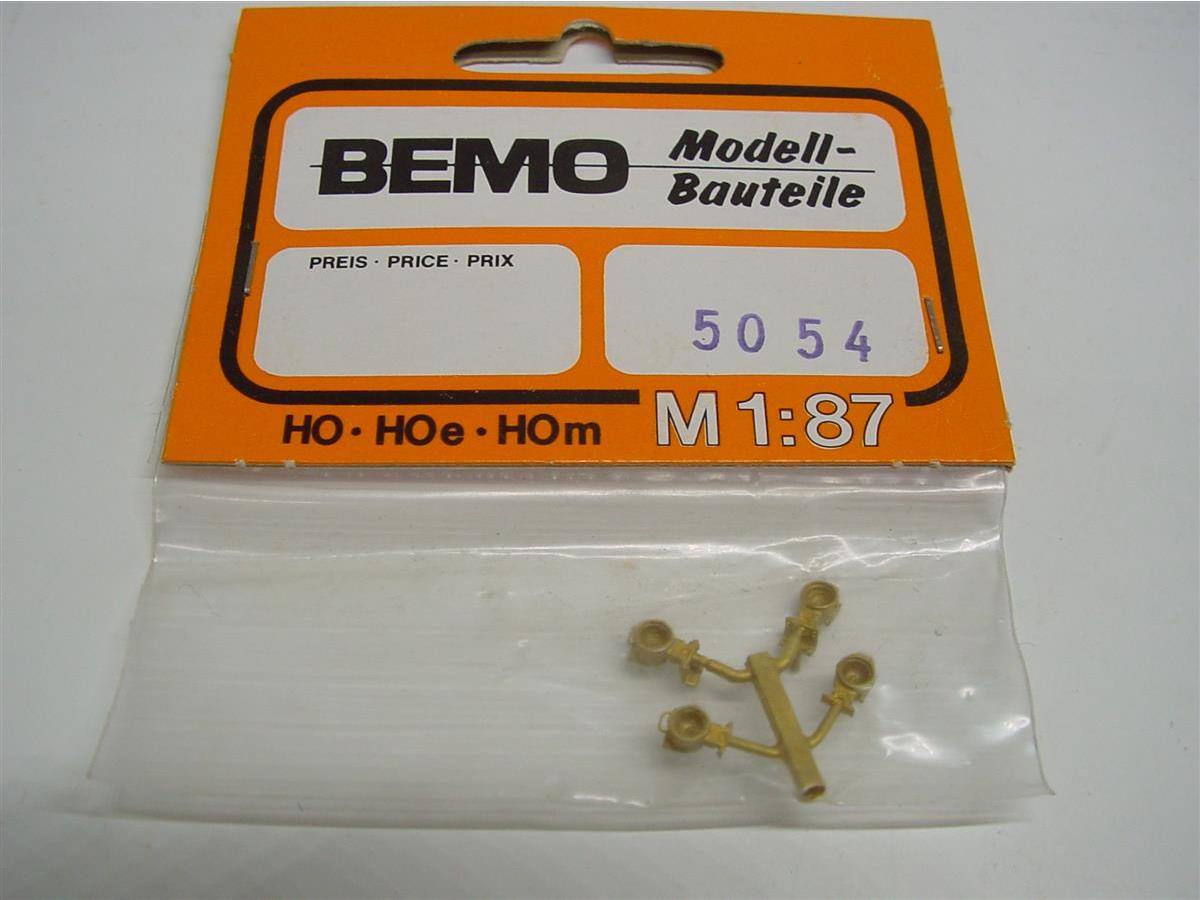 BEMO Modell-
Bauteile
PREIS · PRICE · PRIX
5054
HO · HOe · HOm M 1:87